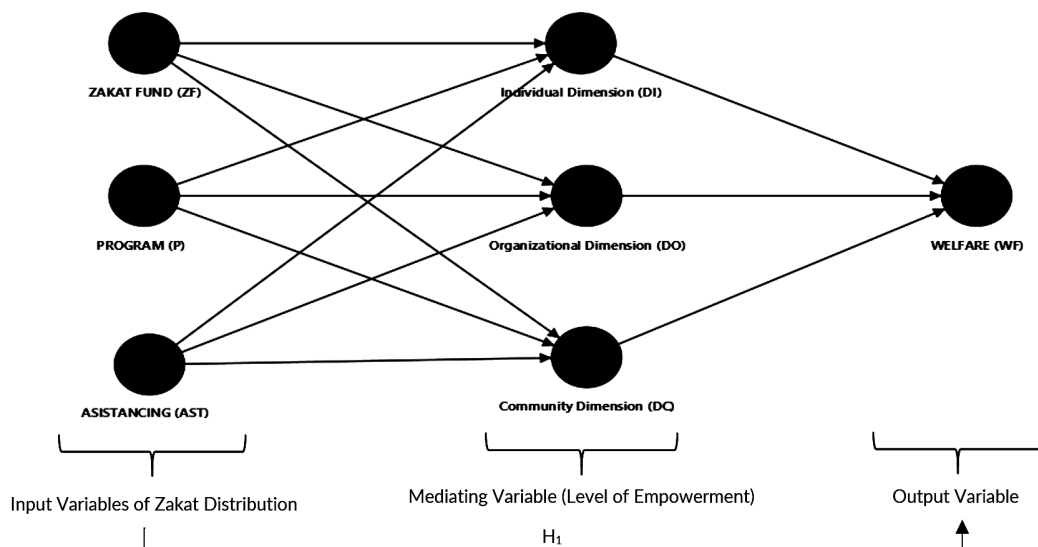 ZAKAT FUND (ZF)
Individual Dimension (DI)
PROGRAM (P)
Organizational Dimension (DO)
WELFARE (WF)
ASISTANCING (AST)
Community Dimension (DC)
Input Variables of Zakat Distribution
Mediating Variable (Level of Empowerment)
Output Variable
H₁